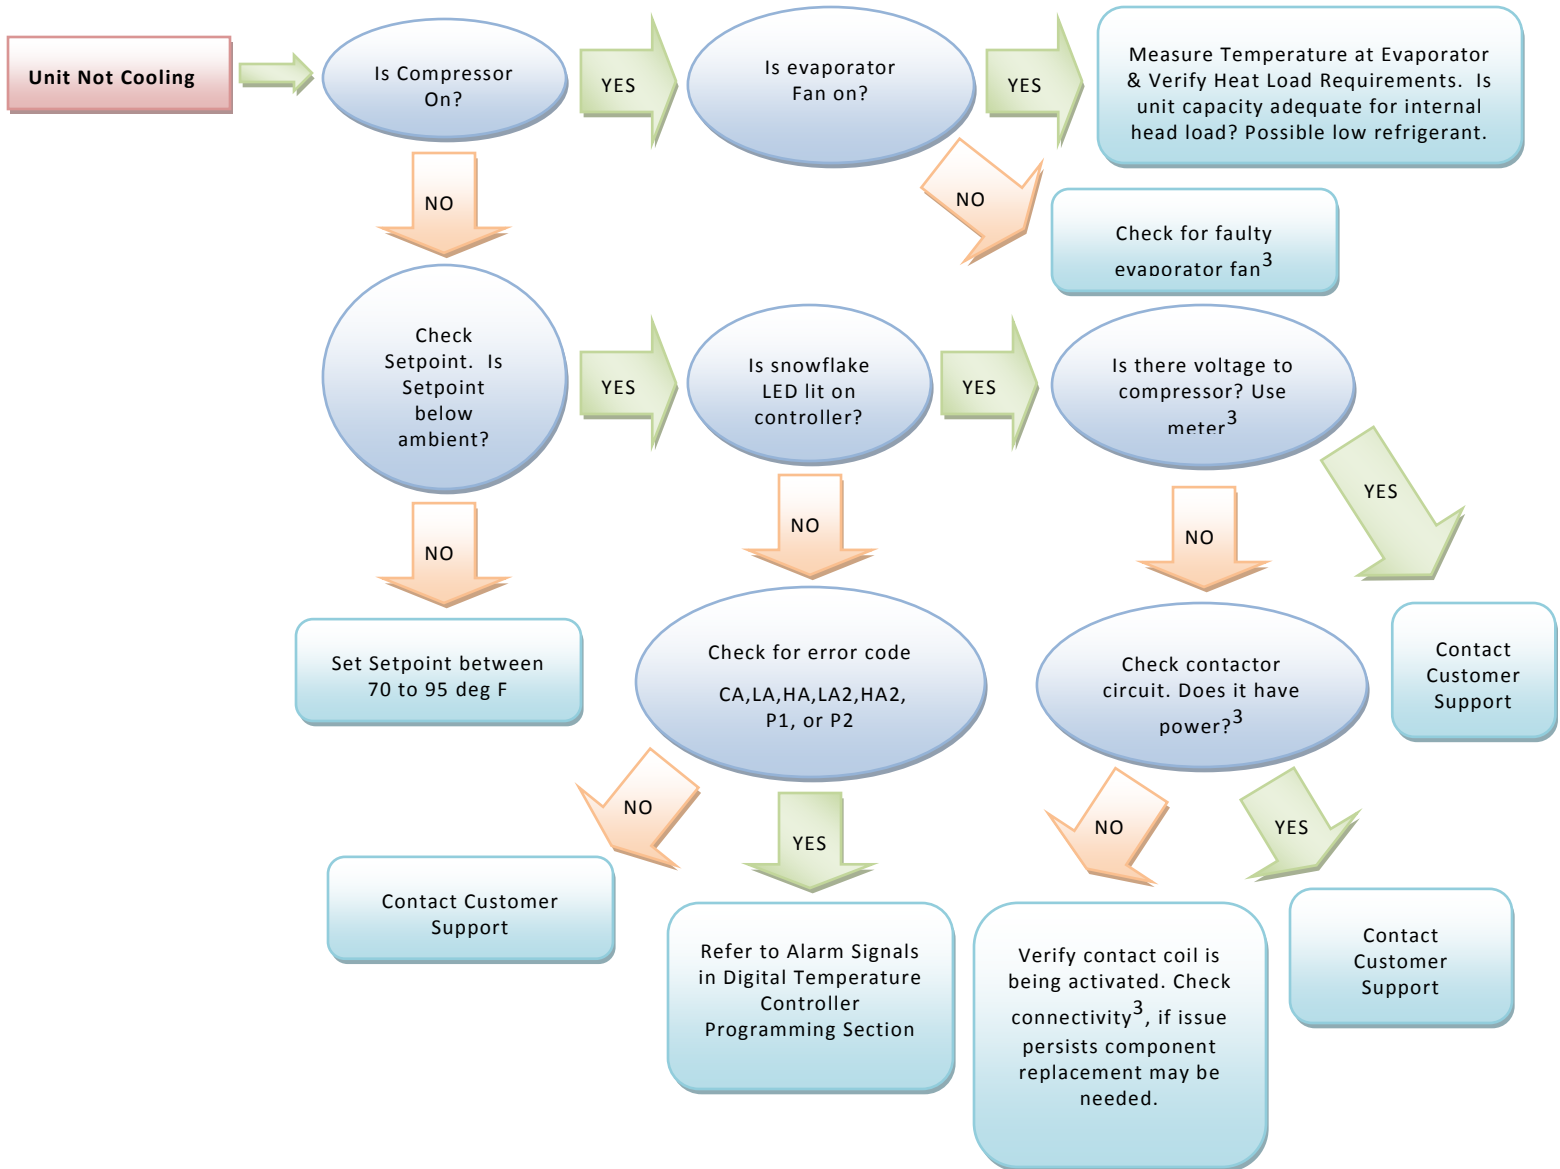 Unit Not Cooling
Is Compressor
On?
YES
Is evaporator
Fan on?
YES
Measure Temperature at Evaporator
& Verify Heat Load Requirements.  Is
unit capacity adequate for internal
head load? Possible low refrigerant.
NO
NO
Check for faulty
evaporator fan3
Check
Setpoint.  Is
Setpoint
below
ambient?
YES
Is snowflake
LED lit on
controller?
YES
Is there voltage to
compressor? Use
meter3
YES
NO
NO
NO
Set Setpoint between
70 to 95 deg F
Check for error code
CA,LA,HA,LA2,HA2,
P1, or P2
Check contactor
circuit. Does it have
power?3
Contact
Customer
Support
NO
YES
NO
YES
Contact Customer
Support
Refer to Alarm Signals
in Digital Temperature
Controller
Programming Section
Verify contact coil is
being activated. Check
connectivity3, if issue
persists component
replacement may be
needed.
Contact
Customer
Support